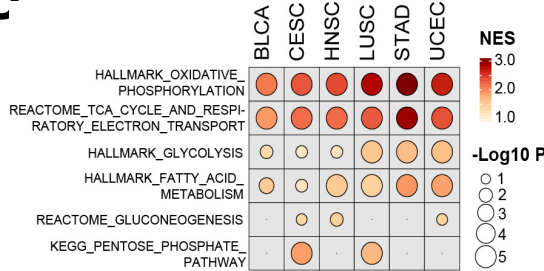 BLCA CESC HNSC LUSC STAD UCEC
HALLMARK_OXIDATIVE_
PHOSPHORYLATION
REACTOME_TCA_CYCLE_AND_RESPI-
RATORY_ELECTRON_TRANSPORT
HALLMARK_GLYCOLYSIS
HALLMARK_FATTY_ACID_
METABOLISM
REACTOME_GLUCONEOGENESIS
KEGG_PENTOSE_PHOSPHATE_
PATHWAY
NES
3.0
2.0
1.0
-Log10 P
1
2
3
4
5